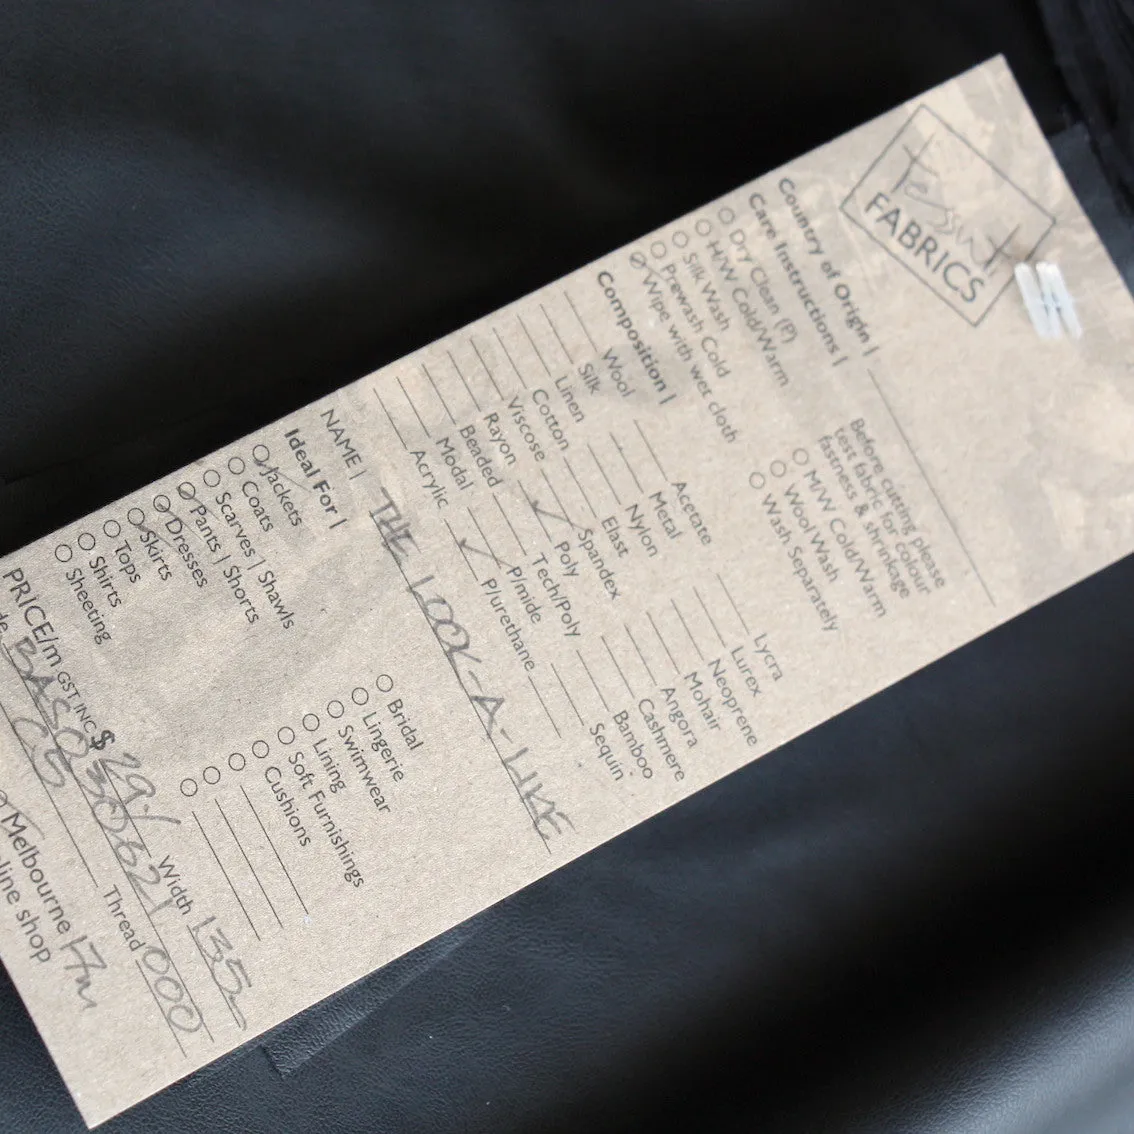 Tessuti
FABRICS
Country of Origin |
Care Instructions |
Before cutting please
test fabric for colour
fastness & shrinkage
Dry Clean (P)
H/W Cold/Warm
Silk Wash
Prewash Cold
Wipe with wet cloth
M/W Cold/Warm
Wool Wash
Wash Separately
Composition |
Wool
Silk
Linen
Cotton
Viscose
Rayon
Beaded
Modal
Acrylic
Acetate
Metal
Nylon
Elast
Spandex
Poly
Tech/Poly
P/mide
P/urethane
Lycra
Lurex
Neoprene
Mohair
Angora
Cashmere
Bamboo
Sequin
NAME | THE LOOK-A-LIKE
Ideal For |
Jackets
Coats
Scarves | Shawls
Pants | Shorts
Dresses
Skirts
Tops
Shirts
Sheeting
Bridal
Lingerie
Swimwear
Lining
Soft Furnishings
Cushions
PRICE/m GST INC $ 29 Width 135
Thread 000
Melbourne 17m
line shop